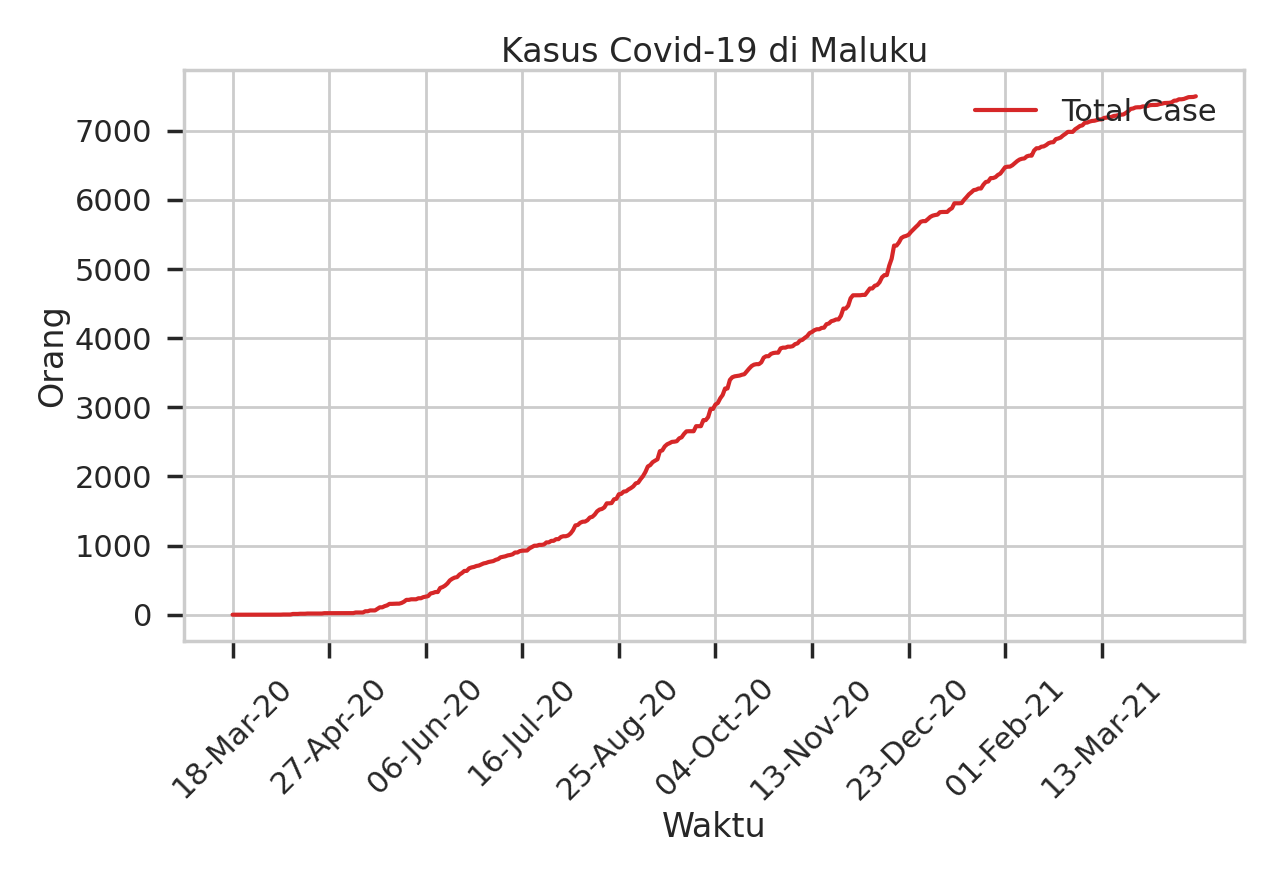 Kasus Covid-19 di Maluku
Total Case
7000
6000
5000
4000
3000
2000
1000
0
Orang
18-Mar-20
27-Apr-20
06-Jun-20
16-Jul-20
25-Aug-20
04-Oct-20
13-Nov-20
23-Dec-20
01-Feb-21
13-Mar-21
Waktu